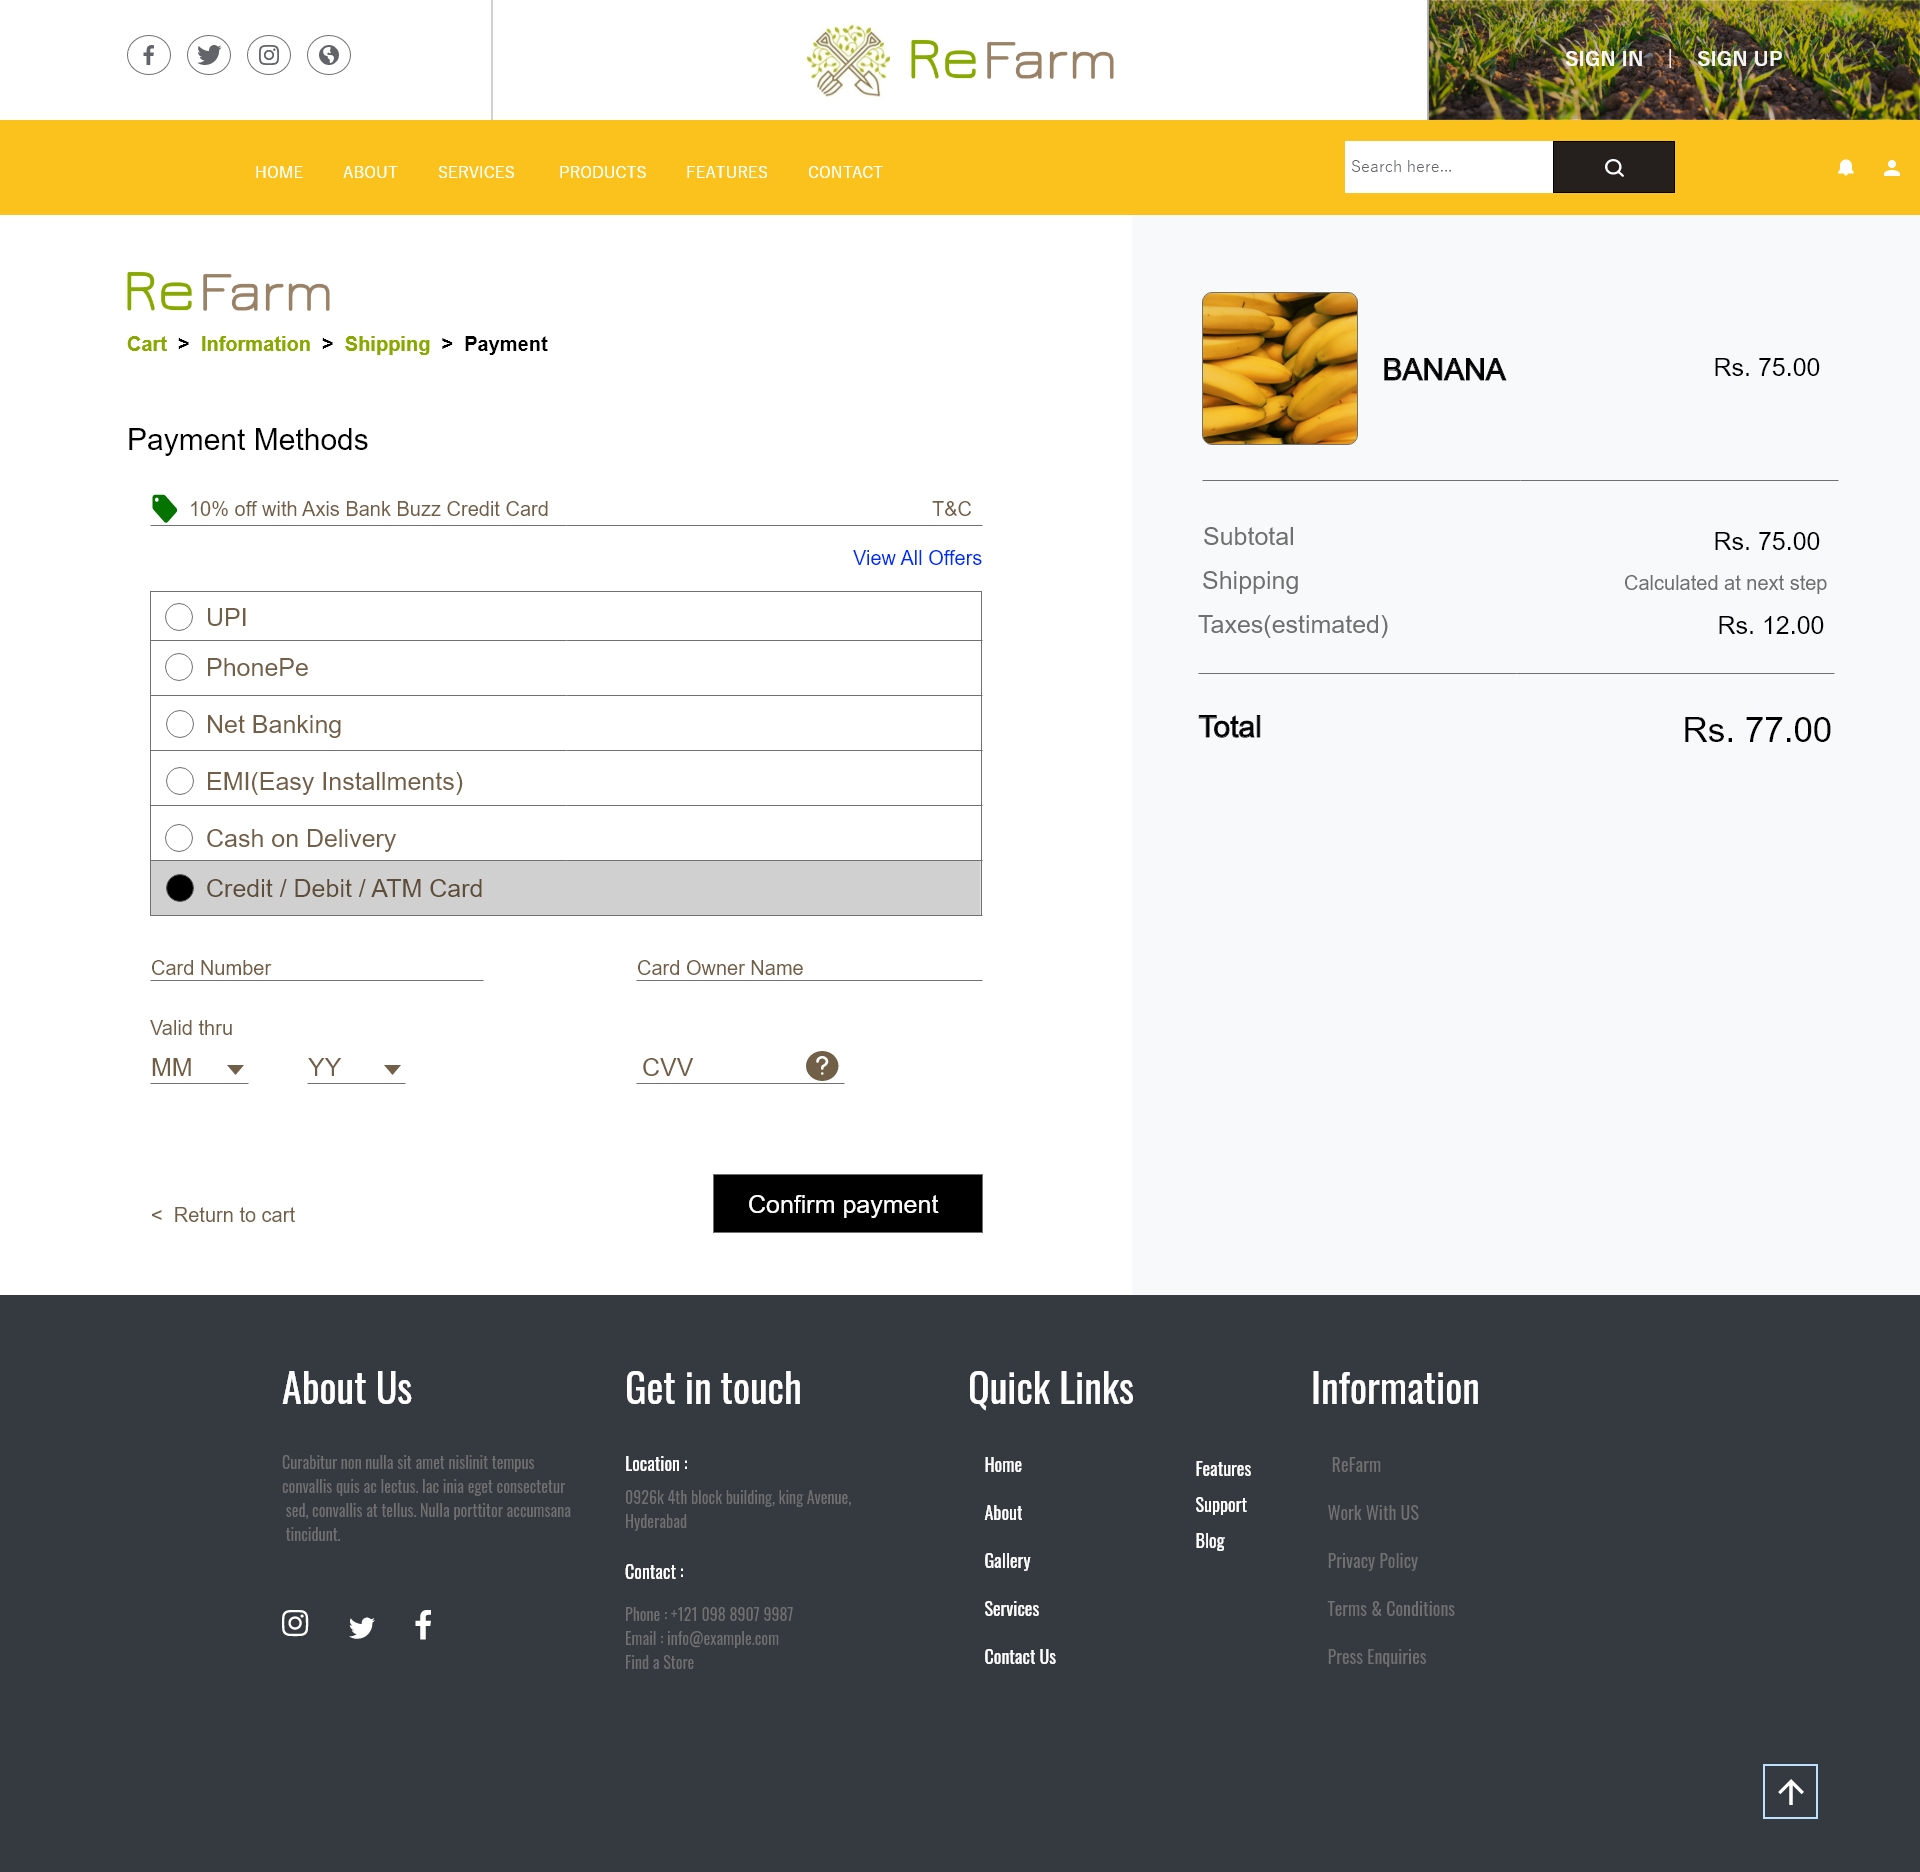 ReFarm
SIGN IN | SIGN UP
HOME ABOUT SERVICES PRODUCTS FEATURES CONTACT
Search here...
ReFarm
Cart > Information > Shipping > Payment
Payment Methods
10% off with Axis Bank Buzz Credit Card T&C
View All Offers
UPI
PhonePe
Net Banking
EMI(Easy Installments)
Cash on Delivery
Credit / Debit / ATM Card
Card Number Card Owner Name
Valid thru
MM YY CVV ?
< Return to cart
Confirm payment
BANANA Rs. 75.00
Subtotal Rs. 75.00
Shipping Calculated at next step
Taxes(estimated) Rs. 12.00
Total Rs. 77.00
About Us
Curabitur non nulla sit amet nislinit tempus
convallis quis ac lectus. lac inia eget consectetur
sed, convallis at tellus. Nulla porttitor accumsana
tincidunt.
Get in touch
Location :
0926k 4th block building, king Avenue,
Hyderabad
Contact :
Phone : +121 098 8907 9987
Email : info@example.com
Find a Store
Quick Links
Home
About
Gallery
Services
Contact Us
Features
Support
Blog
Information
ReFarm
Work With US
Privacy Policy
Terms & Conditions
Press Enquiries